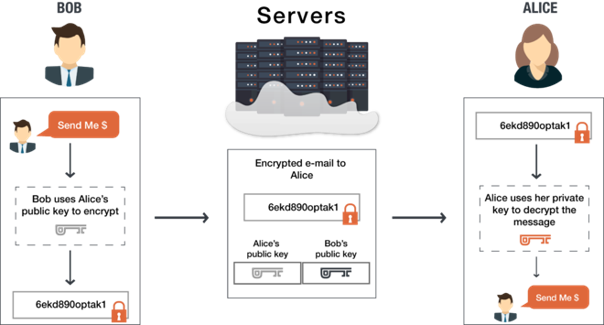 BOB
Servers
ALICE
Send Me $
Bob uses Alice's
public key to encrypt
6ekd890optak1
Encrypted e-mail to
Alice
6ekd890optak1
Alice's
public key
Bob's
public key
6ekd890optak1
Alice uses her private
key to decrypt the
message
Send Me $